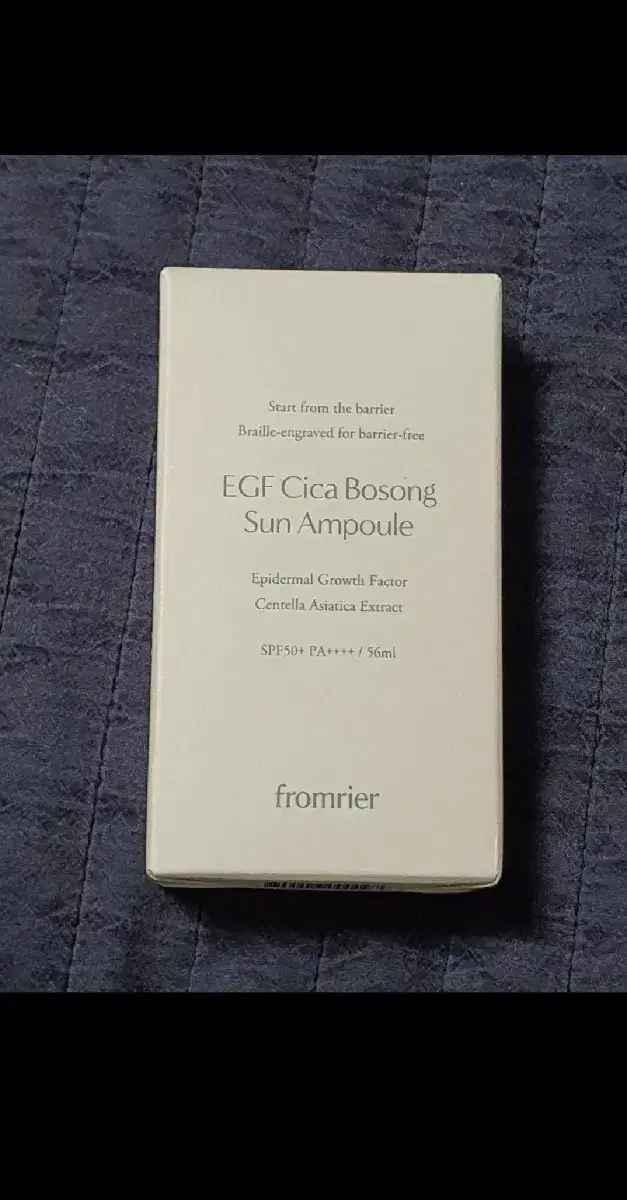 Start from the barrier
Braille-engraved for barrier-free
EGF Cica Bosong
Sun Ampoule
Epidermal Growth Factor
Centella Asiatica Extract
SPF50+ PA++++ / 56ml
fromrier